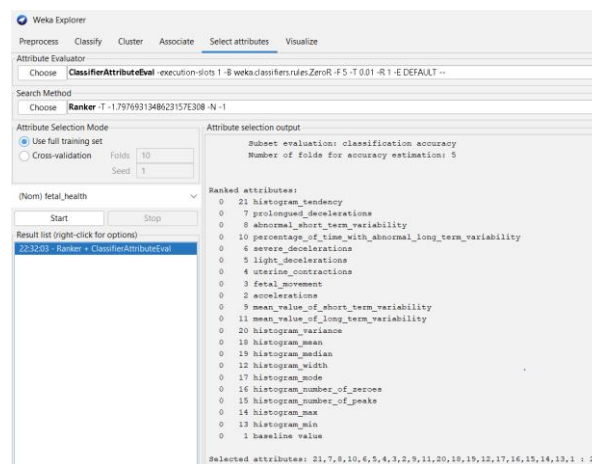 Weka Explorer
Preprocess Classify Cluster Associate Select attributes Visualize
Attribute Evaluator
Choose ClassifierAttributeEval -execution-slots 1 -B weka.classifiers.rules.ZeroR -F 5 -T 0.01 -R 1 -E DEFAULT --
Search Method
Choose Ranker -T -1.7976931348623157E308 -N -1
Attribute Selection Mode
Use full training set
Cross-validation Folds 10
Seed 1
(Nom) fetal_health
Start Stop
Result list (right-click for options)
22:32:03 - Ranker + ClassifierAttributeEval
Attribute selection output
Subset evaluation: classification accuracy
Number of folds for accuracy estimation: 5
Ranked attributes:
0 21 histogram_tendency
0 7 prolongued_decelerations
0 8 abnormal_short_term_variability
0 10 percentage_of_time_with_abnormal_long_term_variability
0 6 severe_decelerations
0 5 light_decelerations
0 4 uterine_contractions
0 3 fetal_movement
0 2 accelerations
0 9 mean_value_of_short_term_variability
0 11 mean_value_of_long_term_variability
0 20 histogram_variance
0 18 histogram_mean
0 19 histogram_median
0 12 histogram_width
0 17 histogram_mode
0 16 histogram_number_of_zeroes
0 15 histogram_number_of_peaks
0 14 histogram_max
0 13 histogram_min
0 1 baseline value
Selected attributes: 21,7,8,10,6,5,4,3,2,9,11,20,18,19,12,17,16,15,14,13,1 : 2